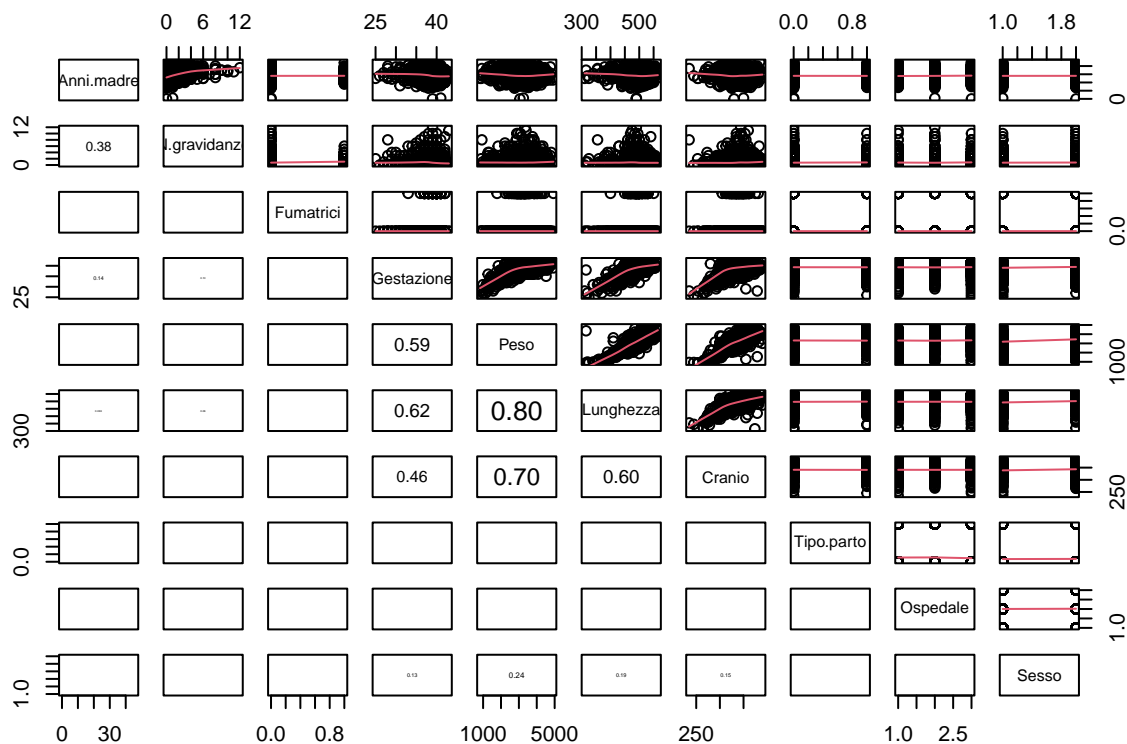 0 6 12 25 40 300 500 0.0 0.8 1.0 1.8
Anni.madre 0
0 12 0.38 N.gravidanz
Fumatrici 0.0
25 0.14 Gestazione
0.59 Peso 1000
300 0.62 0.80 Lunghezza
0.46 0.70 0.60 Cranio 250
0.0 Tipo.parto
Ospedale 1.0
1.0 0.13 0.24 0.19 0.15 Sesso
0 30 0.0 0.8 1000 5000 250 1.0 2.5